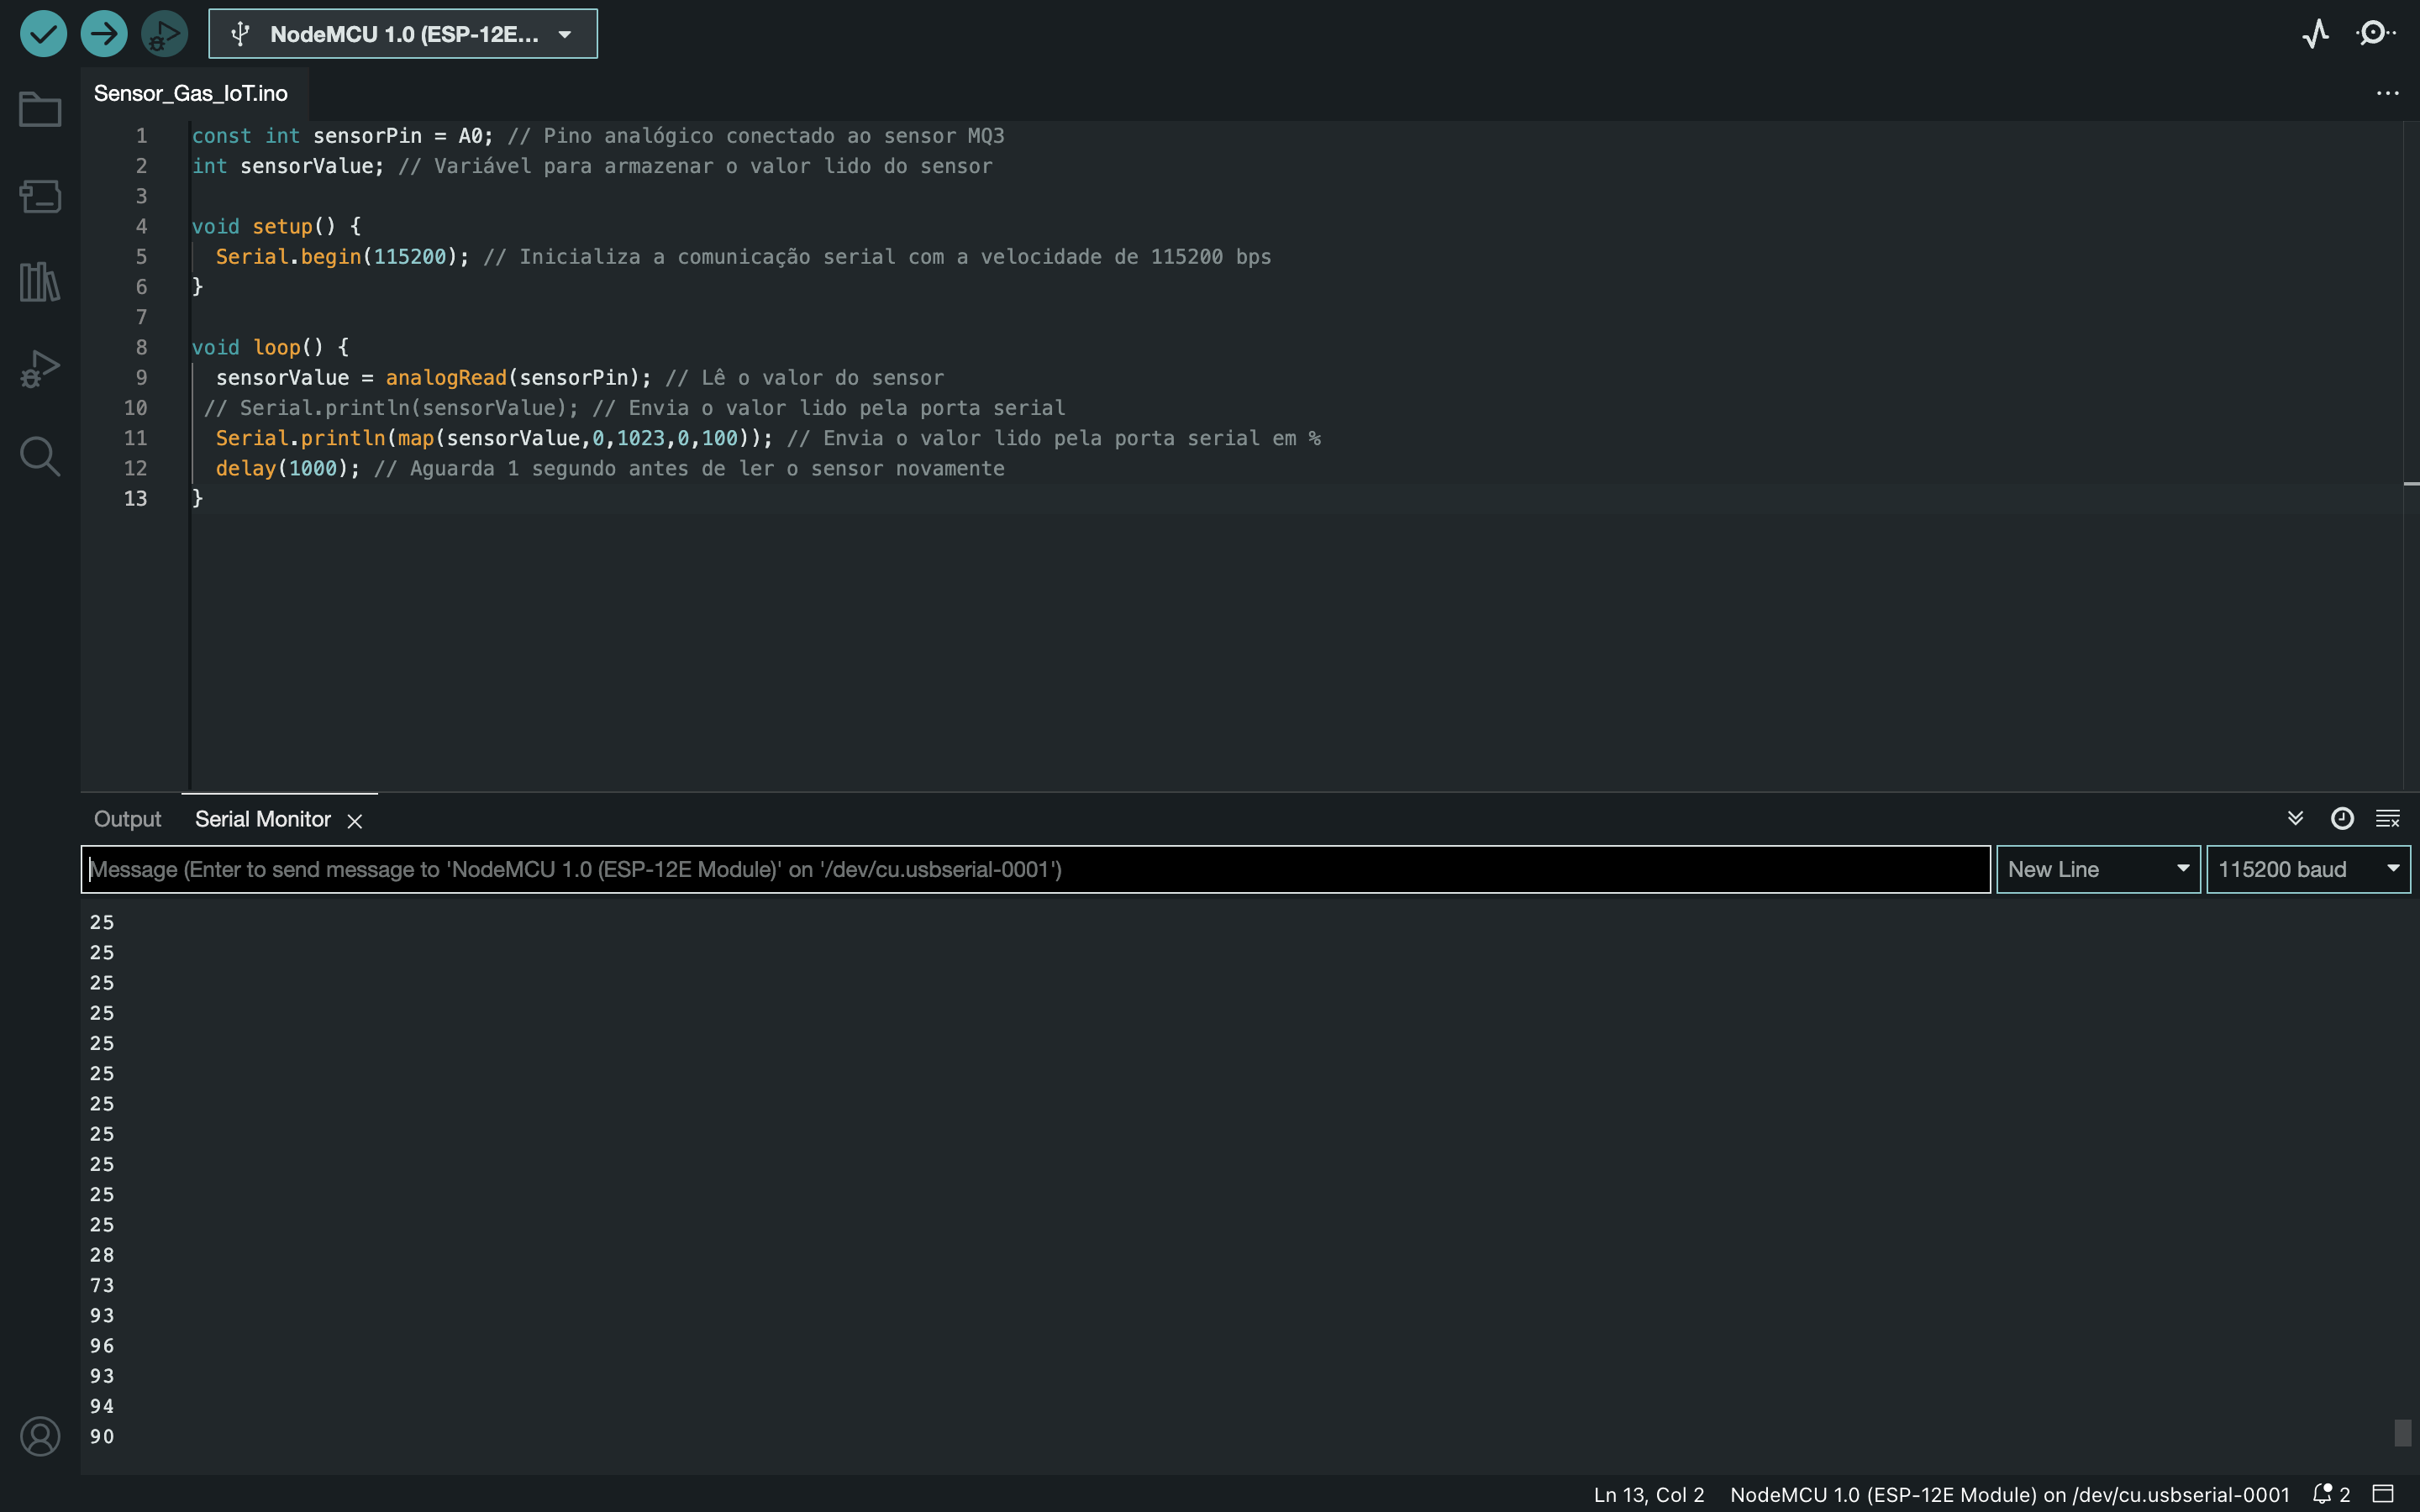 NodeMCU 1.0 (ESP-12E...
Sensor_Gas_IoT.ino
1 const int sensorPin = A0; // Pino analógico conectado ao sensor MQ3
2 int sensorValue; // Variável para armazenar o valor lido do sensor
3
4 void setup() {
5 Serial.begin(115200); // Inicializa a comunicação serial com a velocidade de 115200 bps
6 }
7
8 void loop() {
9 sensorValue = analogRead(sensorPin); // Lê o valor do sensor
10 // Serial.println(sensorValue); // Envia o valor lido pela porta serial
11 Serial.println(map(sensorValue,0,1023,0,100)); // Envia o valor lido pela porta serial em %
12 delay(1000); // Aguarda 1 segundo antes de ler o sensor novamente
13 }
Output Serial Monitor
Message (Enter to send message to 'NodeMCU 1.0 (ESP-12E Module)' on '/dev/cu.usbserial-0001') New Line 115200 baud
25
25
25
25
25
25
25
25
25
25
25
28
73
93
96
93
94
90
Ln 13, Col 2 NodeMCU 1.0 (ESP-12E Module) on /dev/cu.usbserial-0001 2